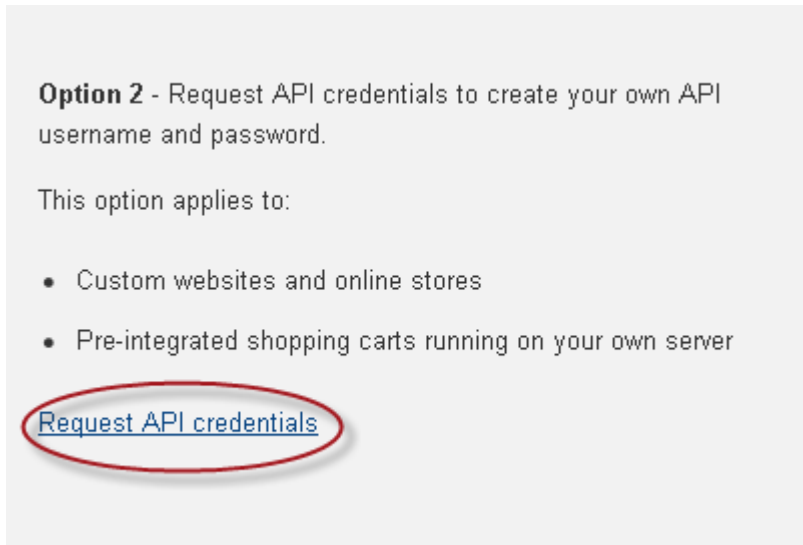 Option 2 - Request API credentials to create your own API
username and password.
This option applies to:
• Custom websites and online stores
• Pre-integrated shopping carts running on your own server
Request API credentials